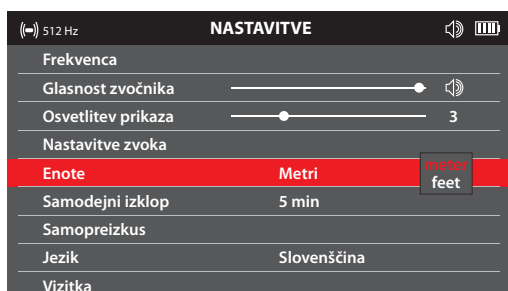 ((-)) 512 Hz NASTAVITVE
Frekvenca
Glasnost zvočnika
Osvetlitev prikaza 3
Nastavitve zvoka
Enote Metri meter
feet
Samodejni izklop 5 min
Samopreizkus
Jezik Slovenščina
Vizitka